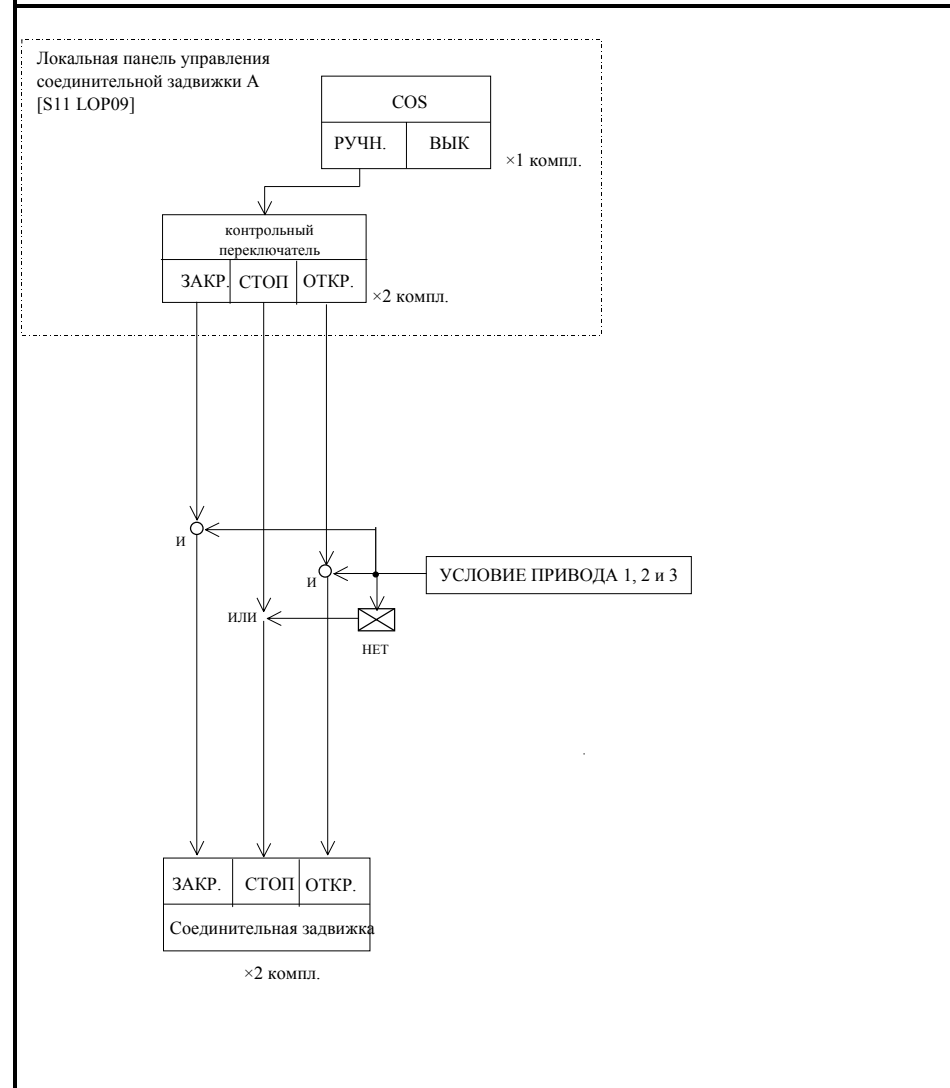 Локальная панель управления
соединительной задвижки А
[S11 LOP09]
COS
РУЧН. ВЫК
×1 компл.
контрольный
переключатель
ЗАКР. СТОП ОТКР.
×2 компл.
И
И
УСЛОВИЕ ПРИВОДА 1, 2 и 3
ИЛИ
НЕТ
ЗАКР. СТОП ОТКР.
Соединительная задвижка
×2 компл.